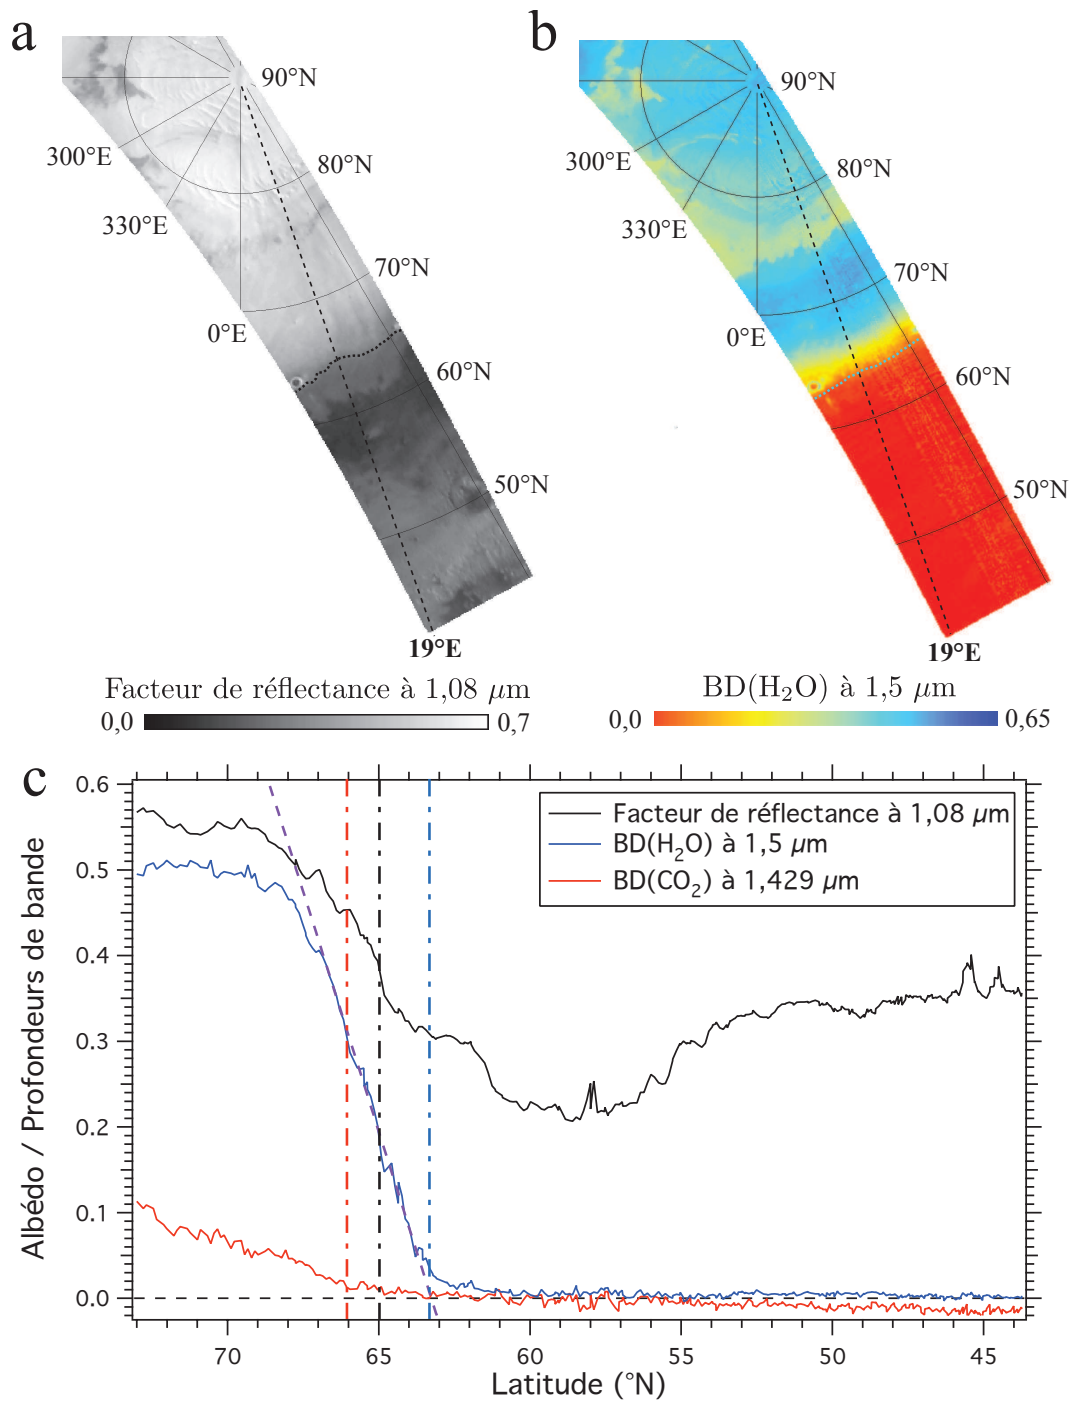 a
90°N
300°E
80°N
330°E
70°N
0°E
60°N
50°N
19°E
Facteur de réflectance à 1,08 µm
0,0
0,7
b
90°N
300°E
80°N
330°E
70°N
0°E
60°N
50°N
19°E
BD(H₂O) à 1,5 µm
0,0
0,65
c
Albédo / Profondeurs de bande
0.6
0.5
0.4
0.3
0.2
0.1
0.0
Facteur de réflectance à 1,08 µm
BD(H₂O) à 1,5 µm
BD(CO₂) à 1,429 µm
70 65 60 55 50 45
Latitude (°N)